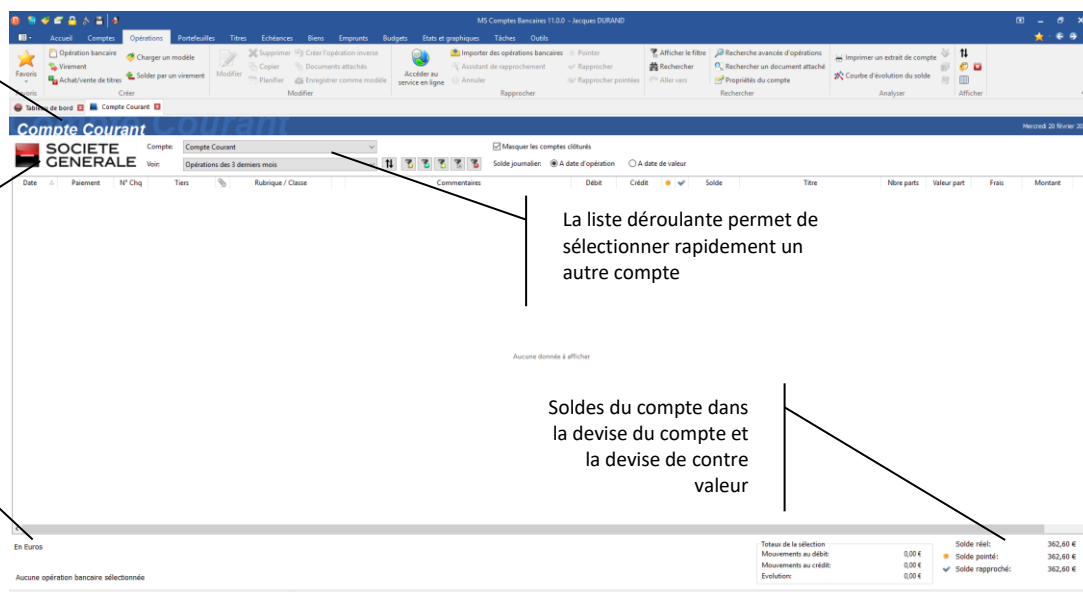 MS Comptes Bancaires 11.0.0 - Jacques DURAND
Accueil Comptes Opérations Portefeuilles Titres Echéances Biens Emprunts Budgets Etats et graphiques Tâches Outils
Favoris
Opération bancaire
Virement
Achat/vente de titres
Charger un modèle
Solder par un virement
Modifier
Supprimer
Copier
Planifier
Créer l'opération inverse
Documents attachés
Enregistrer comme modèle
Accéder au
service en ligne
Importer des opérations bancaires
Assistant de rapprochement
Annuler
Pointer
Rapprocher
Rapprocher pointées
Afficher le filtre
Rechercher
Aller vers
Recherche avancée d'opérations
Rechercher un document attaché
Propriétés du compte
Imprimer un extrait de compte
Courbe d'évolution du solde
Favoris Créer Modifier Rapprocher Rechercher Analyser Afficher
Tableau de bord Compte Courant
Compte Courant
Mercredi 20 février 20
SOCIETE
GENERALE
Compte: Compte Courant
Masquer les comptes clôturés
Voir: Opérations des 3 derniers mois
Solde journalier: A date d'opération A date de valeur
Date Paiement N° Chq Tiers Rubrique / Classe Commentaires Débit Crédit Solde Titre Nbre parts Valeur part Frais Montant
La liste déroulante permet de
sélectionner rapidement un
autre compte
Aucune donnée à afficher
Soldes du compte dans
la devise du compte et
la devise de contre
valeur
En Euros
Aucune opération bancaire sélectionnée
Totaux de la sélection
Mouvements au débit: 0,00 €
Mouvements au crédit: 0,00 €
Evolution: 0,00 €
Solde réel: 362,60 €
Solde pointé: 362,60 €
Solde rapproché: 362,60 €